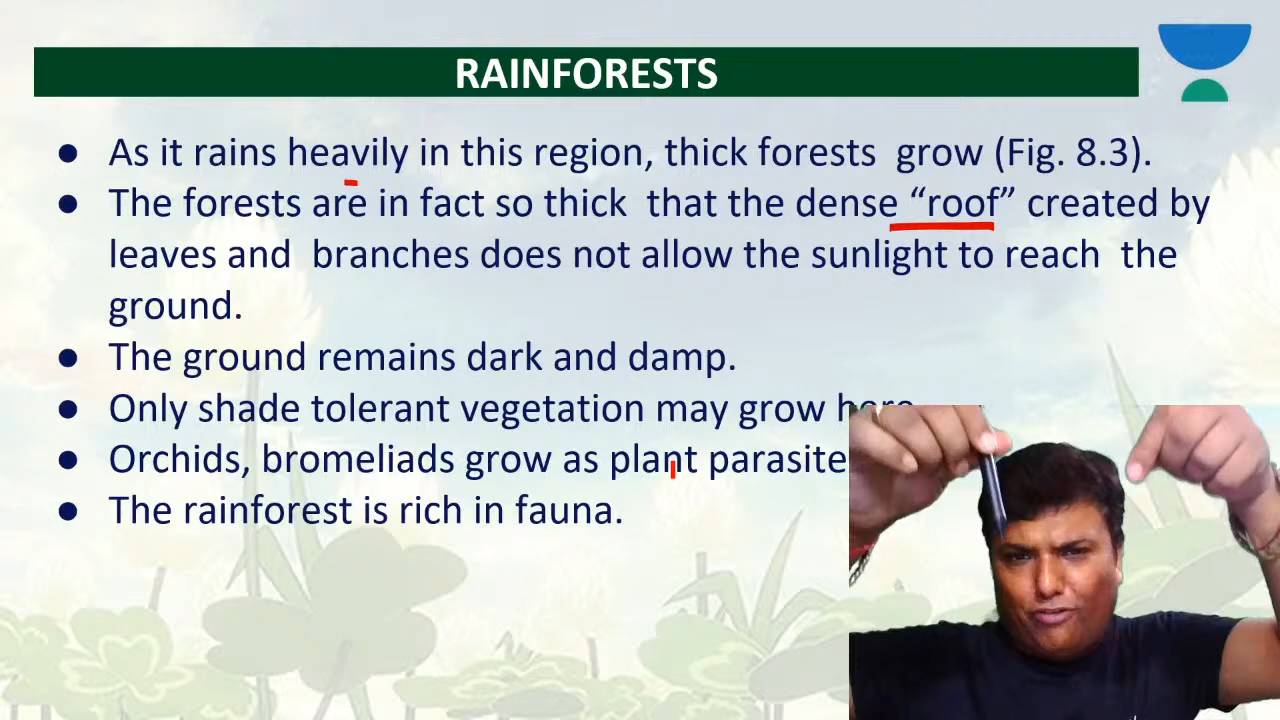 RAINFORESTS
● As it rains heavily in this region, thick forests grow (Fig. 8.3).
● The forests are in fact so thick that the dense “roof” created by
leaves and branches does not allow the sunlight to reach the
ground.
● The ground remains dark and damp.
● Only shade tolerant vegetation may grow here
● Orchids, bromeliads grow as plant parasite
● The rainforest is rich in fauna.